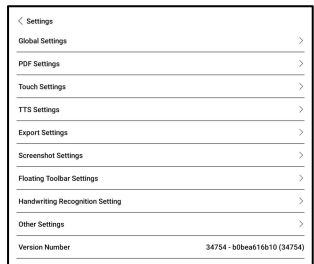 Settings
Global Settings
PDF Settings
Touch Settings
TTS Settings
Export Settings
Screenshot Settings
Floating Toolbar Settings
Handwriting Recognition Setting
Other Settings
Version Number 34754 - b0bea616b10 (34754)